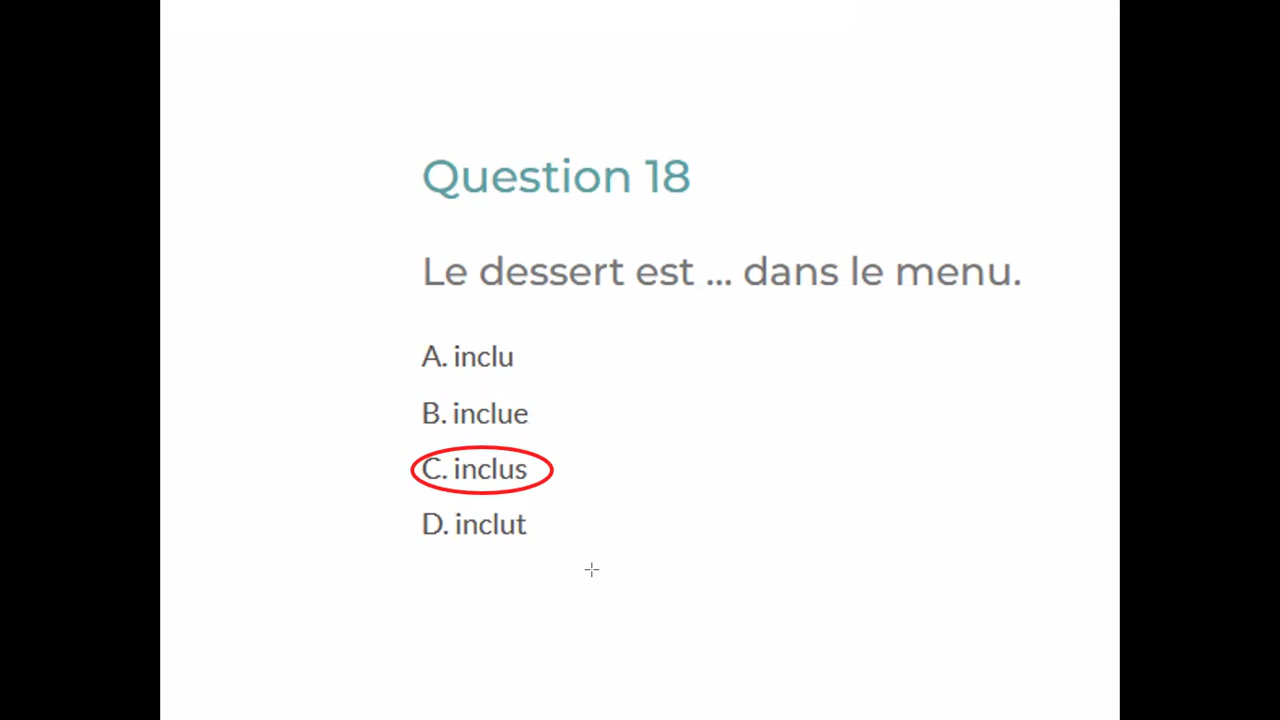 Question 18
Le dessert est ... dans le menu.
A. inclu
B. inclue
C. inclus
D. inclut